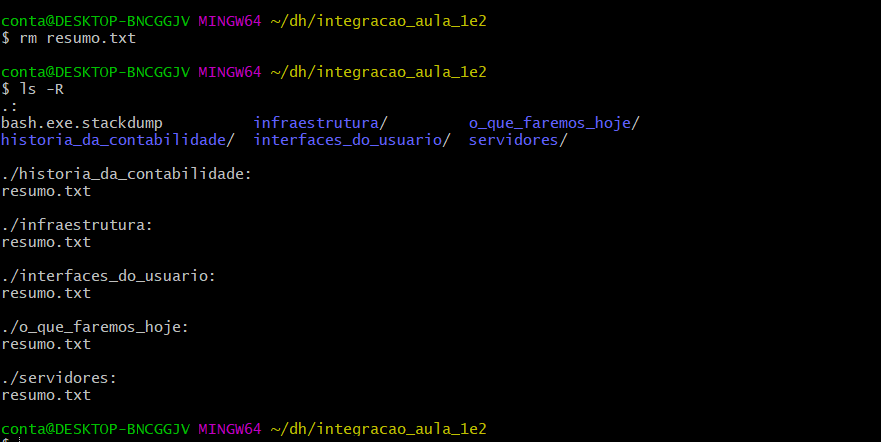 conta@DESKTOP-BNCGGJV MINGW64 ~/dh/integracao_aula_1e2
$ rm resumo.txt
conta@DESKTOP-BNCGGJV MINGW64 ~/dh/integracao_aula_1e2
$ ls -R
.:
bash.exe.stackdump infraestrutura/ o_que_faremos_hoje/
historia_da_contabilidade/ interfaces_do_usuario/ servidores/
./historia_da_contabilidade:
resumo.txt
./infraestrutura:
resumo.txt
./interfaces_do_usuario:
resumo.txt
./o_que_faremos_hoje:
resumo.txt
./servidores:
resumo.txt
conta@DESKTOP-BNCGGJV MINGW64 ~/dh/integracao_aula_1e2
$